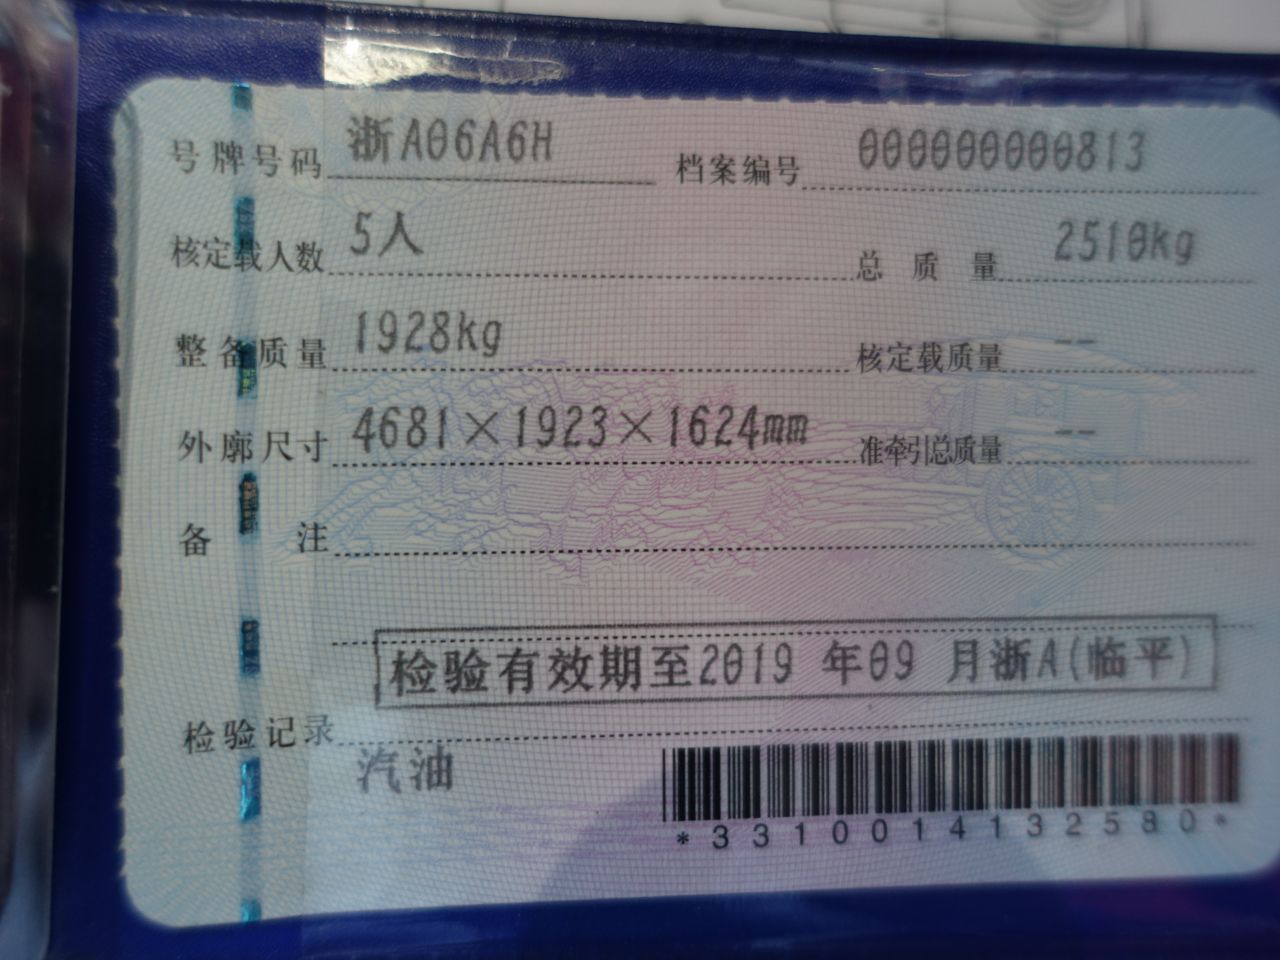 号牌号码 浙A06A6H 档案编号 000000000813
核定载人数 5人 总质量 2510kg
整备质量 1928kg 核定载质量 --
外廓尺寸 4681×1923×1624mm 准牵引总质量 --
备注
检验有效期至2019 年09 月浙A(临平)
检验记录
汽油
*3310014132580*